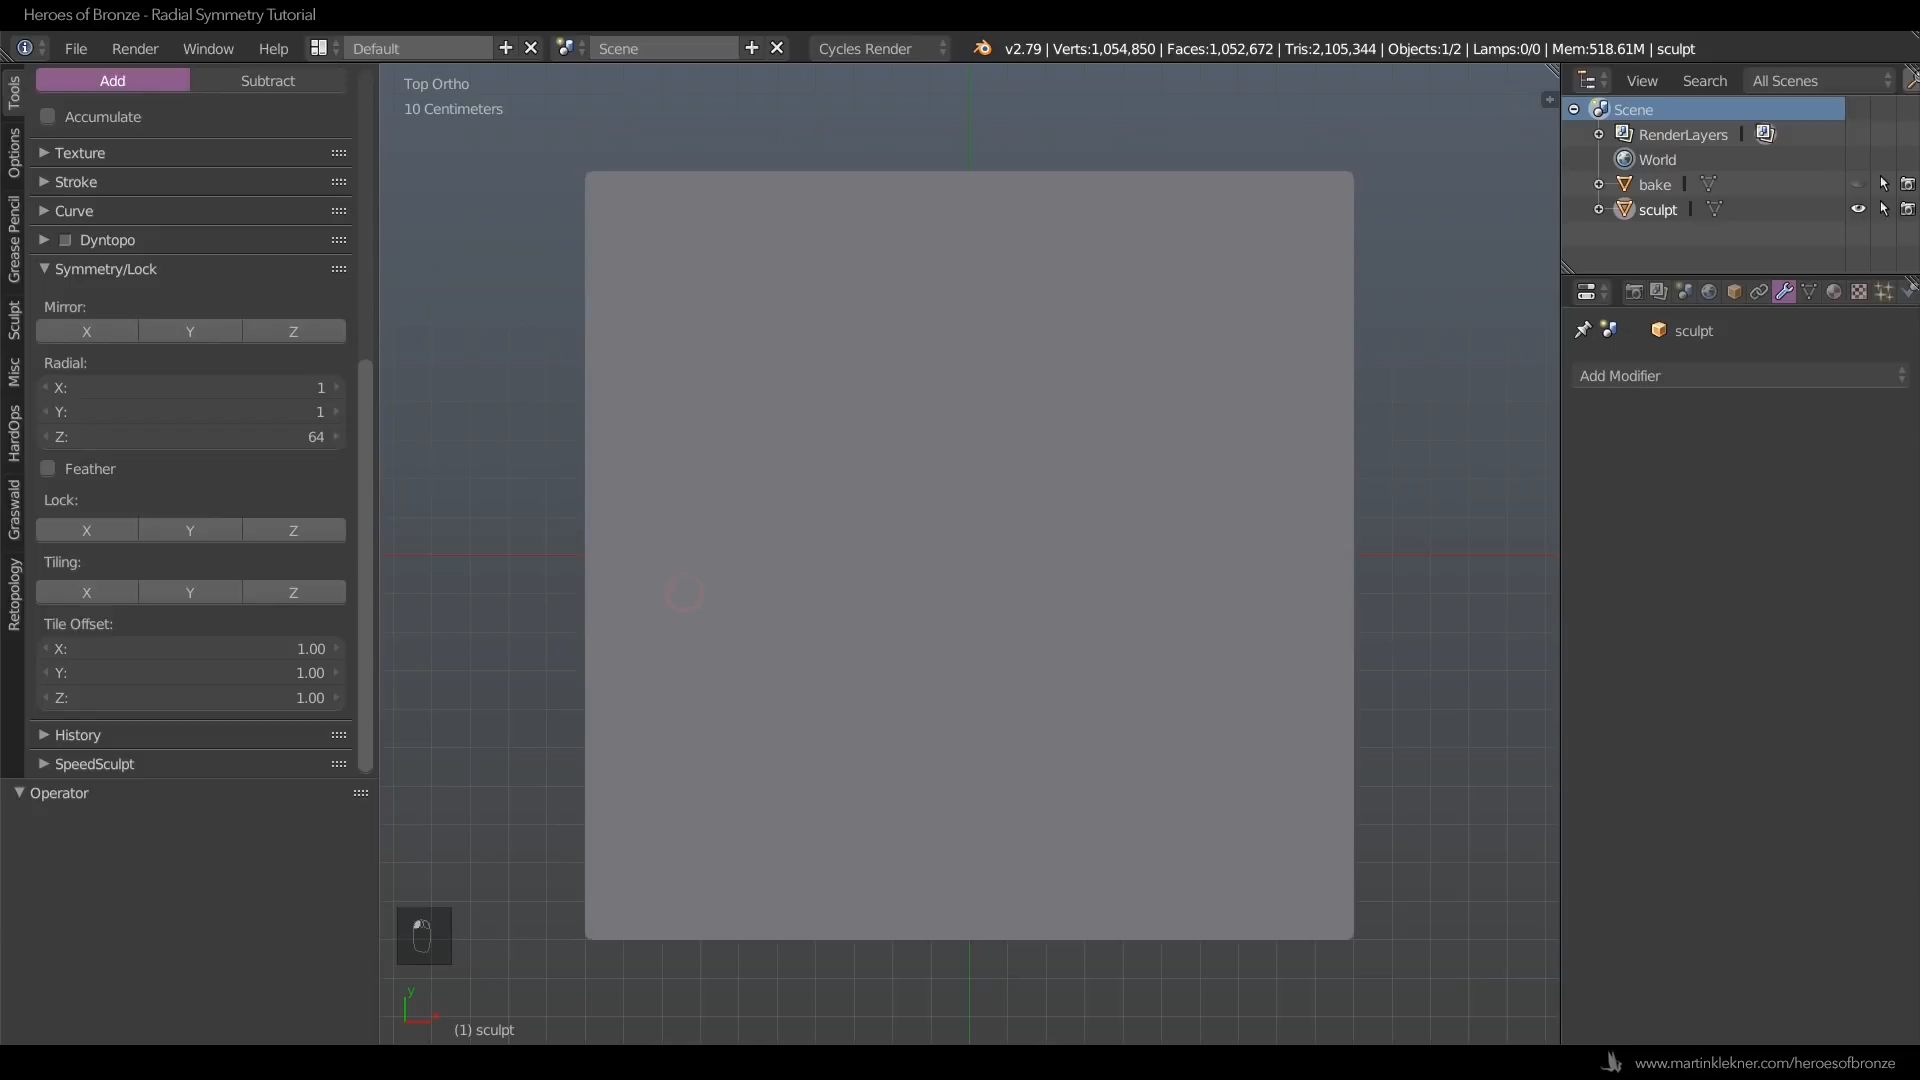 Heroes of Bronze - Radial Symmetry Tutorial
File Render Window Help Default Scene Cycles Render v2.79 | Verts:1,054,850 | Faces:1,052,672 | Tris:2,105,344 | Objects:1/2 | Lamps:0/0 | Mem:518.61M | sculpt
Tools
Options
Grease Pencil
Sculpt
Misc
HardOps
Graswald
Retopology
Add Subtract
Accumulate
Texture
Stroke
Curve
Dyntopo
Symmetry/Lock
Mirror:
X Y Z
Radial:
X: 1
Y: 1
Z: 64
Feather
Lock:
X Y Z
Tiling:
X Y Z
Tile Offset:
X: 1.00
Y: 1.00
Z: 1.00
History
SpeedSculpt
Operator
Top Ortho
10 Centimeters
y
(1) sculpt
View Search All Scenes
Scene
RenderLayers |
World
bake |
sculpt |
sculpt
Add Modifier
www.martinklekner.com/heroesofbronze